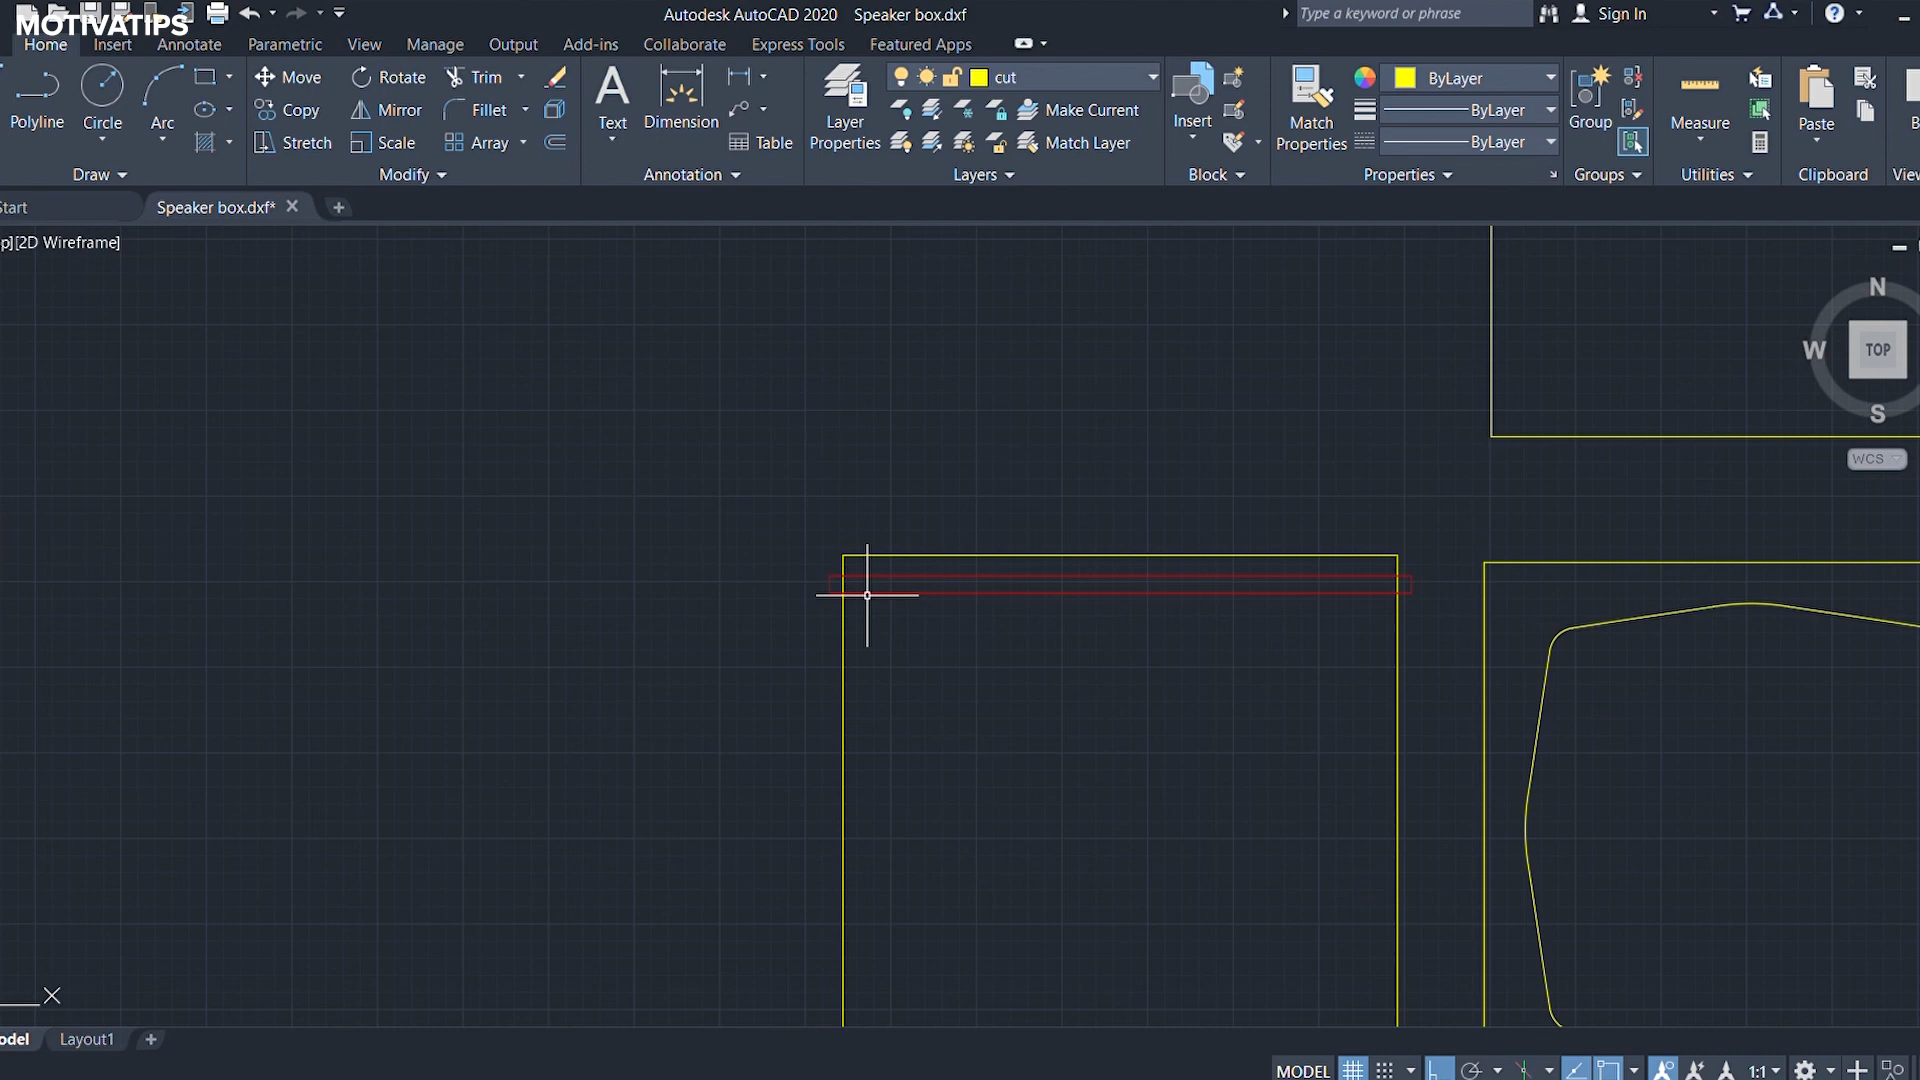 MOTIVATIPS
Autodesk AutoCAD 2020 Speaker box.dxf
Type a keyword or phrase
Sign In
Home Insert Annotate Parametric View Manage Output Add-ins Collaborate Express Tools Featured Apps
Polyline
Circle
Arc
Move
Rotate
Trim
Copy
Mirror
Fillet
Stretch
Scale
Array
Text
Dimension
Table
Layer
Properties
cut
Make Current
Match Layer
Insert
Match
Properties
ByLayer
ByLayer
ByLayer
Group
Measure
Paste
B
Draw Modify Annotation Layers Block Properties Groups Utilities Clipboard View
Start
Speaker box.dxf*
p][2D Wireframe]
N
W
TOP
S
WCS
odel
Layout1
MODEL
1:1